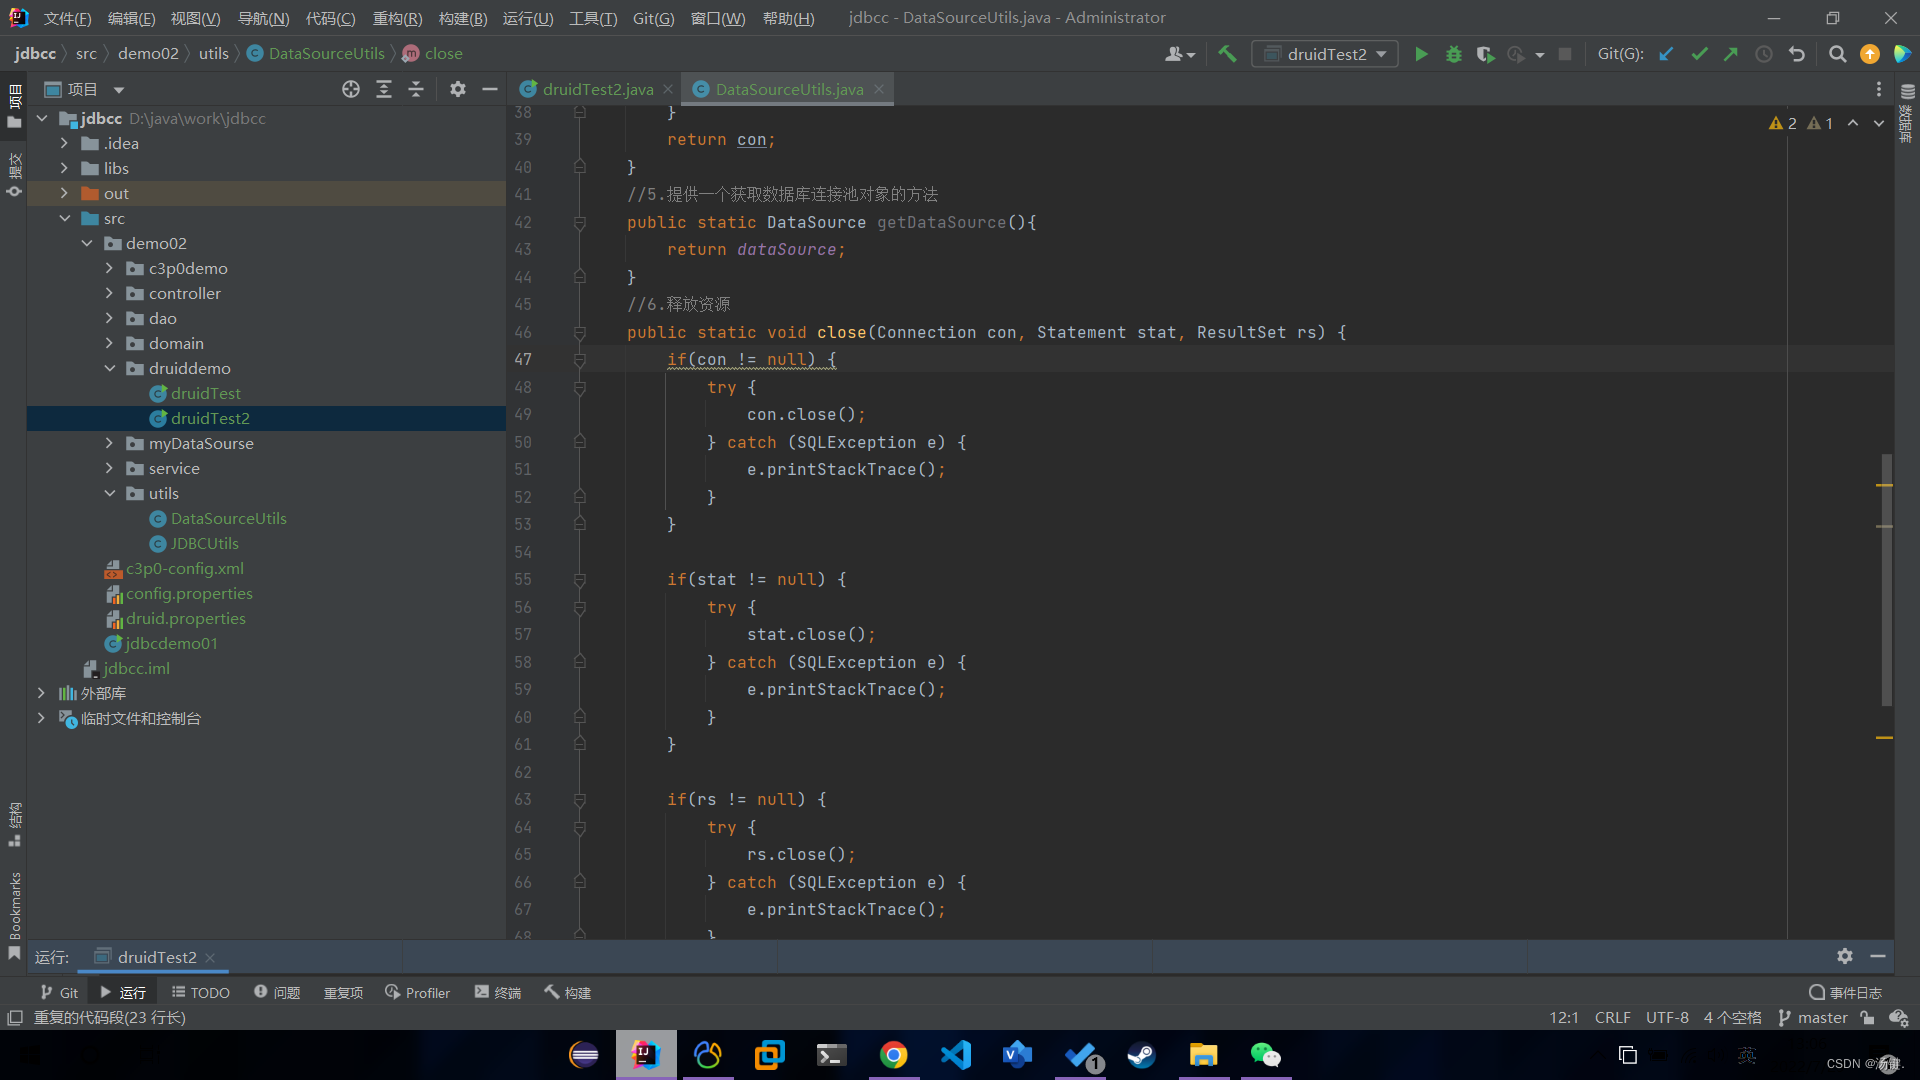 文件(F) 编辑(E) 视图(V) 导航(N) 代码(C) 重构(R) 构建(B) 运行(U) 工具(T) Git(G) 窗口(W) 帮助(H) jdbcc - DataSourceUtils.java - Administrator
jdbcc src demo02 utils DataSourceUtils close druidTest2 Git(G):
项目
druidTest2.java DataSourceUtils.java
项目
提交
结构
Bookmarks
数据库
jdbcc D:\java\work\jdbcc
.idea
libs
out
src
demo02
c3p0demo
controller
dao
domain
druiddemo
druidTest
druidTest2
myDataSourse
service
utils
DataSourceUtils
JDBCUtils
c3p0-config.xml
config.properties
druid.properties
jdbcdemo01
jdbcc.iml
外部库
临时文件和控制台
2 1
38 }
39 return con;
40 }
41 //5.提供一个获取数据库连接池对象的方法
42 public static DataSource getDataSource(){
43 return dataSource;
44 }
45 //6.释放资源
46 public static void close(Connection con, Statement stat, ResultSet rs) {
47 if(con != null) {
48 try {
49 con.close();
50 } catch (SQLException e) {
51 e.printStackTrace();
52 }
53 }
54
55 if(stat != null) {
56 try {
57 stat.close();
58 } catch (SQLException e) {
59 e.printStackTrace();
60 }
61 }
62
63 if(rs != null) {
64 try {
65 rs.close();
66 } catch (SQLException e) {
67 e.printStackTrace();
68 }
运行: druidTest2
Git 运行 TODO 问题 重复项 Profiler 终端 构建 事件日志
重复的代码段(23 行长) 12:1 CRLF UTF-8 4 个空格 master
1 英
CSDN @汤键.